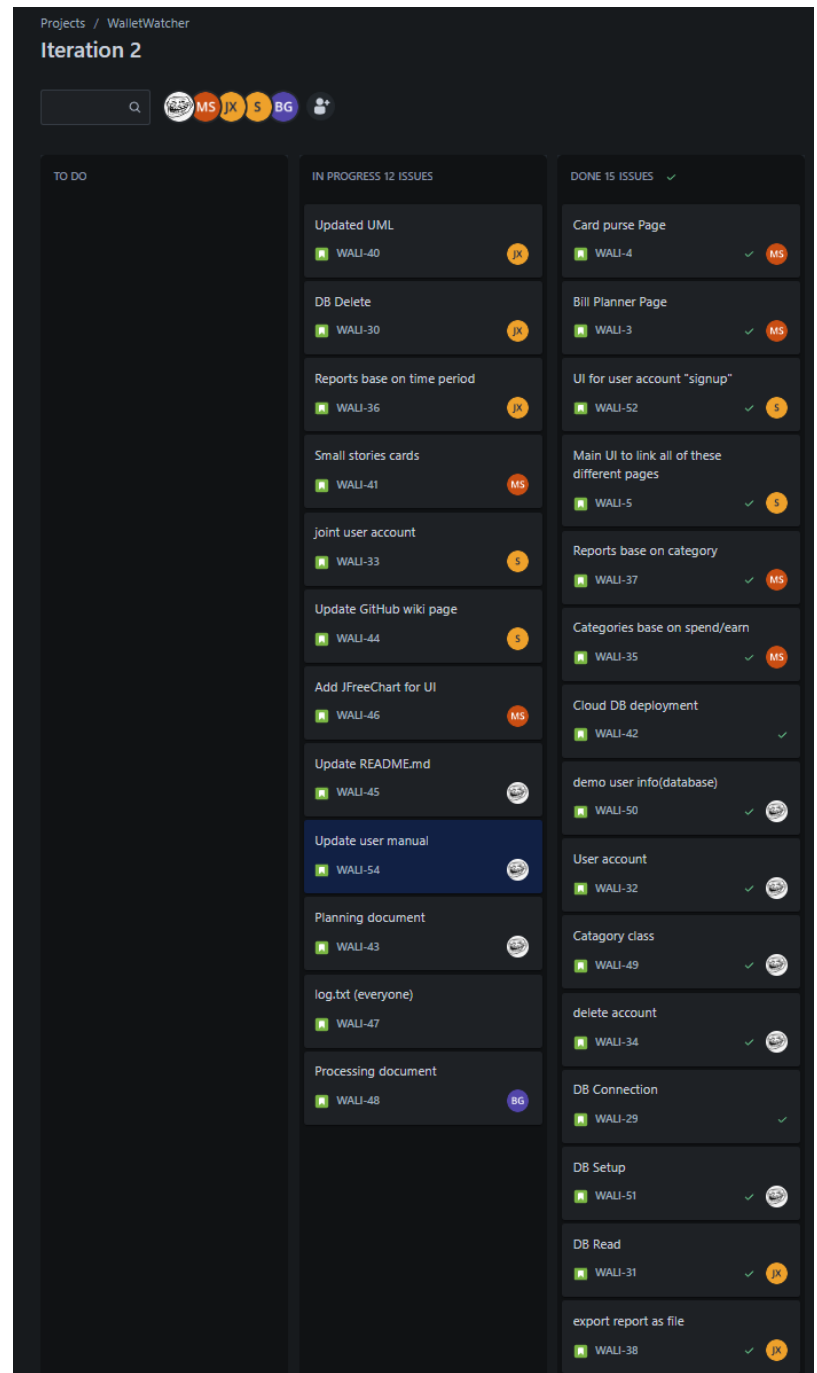 Projects / WalletWatcher
Iteration 2
MS JX S BG
TO DO
IN PROGRESS 12 ISSUES
Updated UML
WALI-40 JX
DB Delete
WALI-30 JX
Reports base on time period
WALI-36 JX
Small stories cards
WALI-41 MS
joint user account
WALI-33 S
Update GitHub wiki page
WALI-44 S
Add JFreeChart for UI
WALI-46 MS
Update README.md
WALI-45
Update user manual
WALI-54
Planning document
WALI-43
log.txt (everyone)
WALI-47
Processing document
WALI-48 BG
DONE 15 ISSUES
Card purse Page
WALI-4 MS
Bill Planner Page
WALI-3 MS
UI for user account "signup"
WALI-52 S
Main UI to link all of these
different pages
WALI-5 S
Reports base on category
WALI-37 MS
Categories base on spend/earn
WALI-35 MS
Cloud DB deployment
WALI-42
demo user info(database)
WALI-50
User account
WALI-32
Catagory class
WALI-49
delete account
WALI-34
DB Connection
WALI-29
DB Setup
WALI-51
DB Read
WALI-31 JX
export report as file
WALI-38 JX